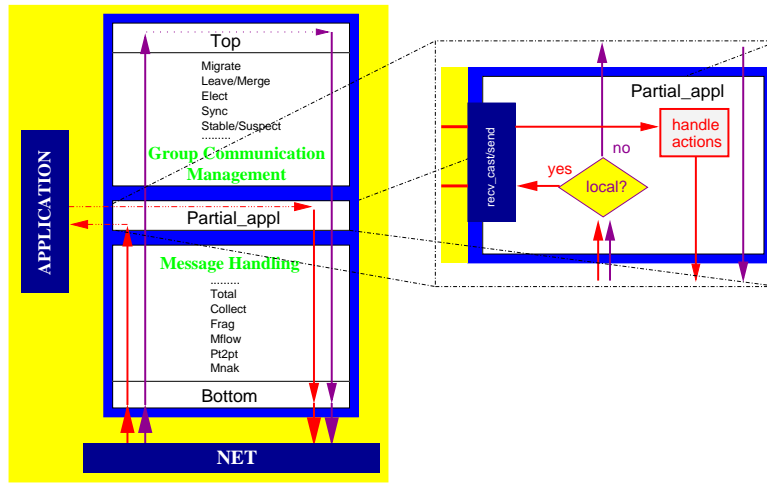 Top
Migrate
Leave/Merge
Elect
Sync
Stable/Suspect
.........
Group Communication
Management
APPLICATION
Partial_appl
Message Handling
.........
Total
Collect
Frag
Mflow
Pt2pt
Mnak
Bottom
NET
Partial_appl
recv_cast/send
handle
actions
no
yes
local?